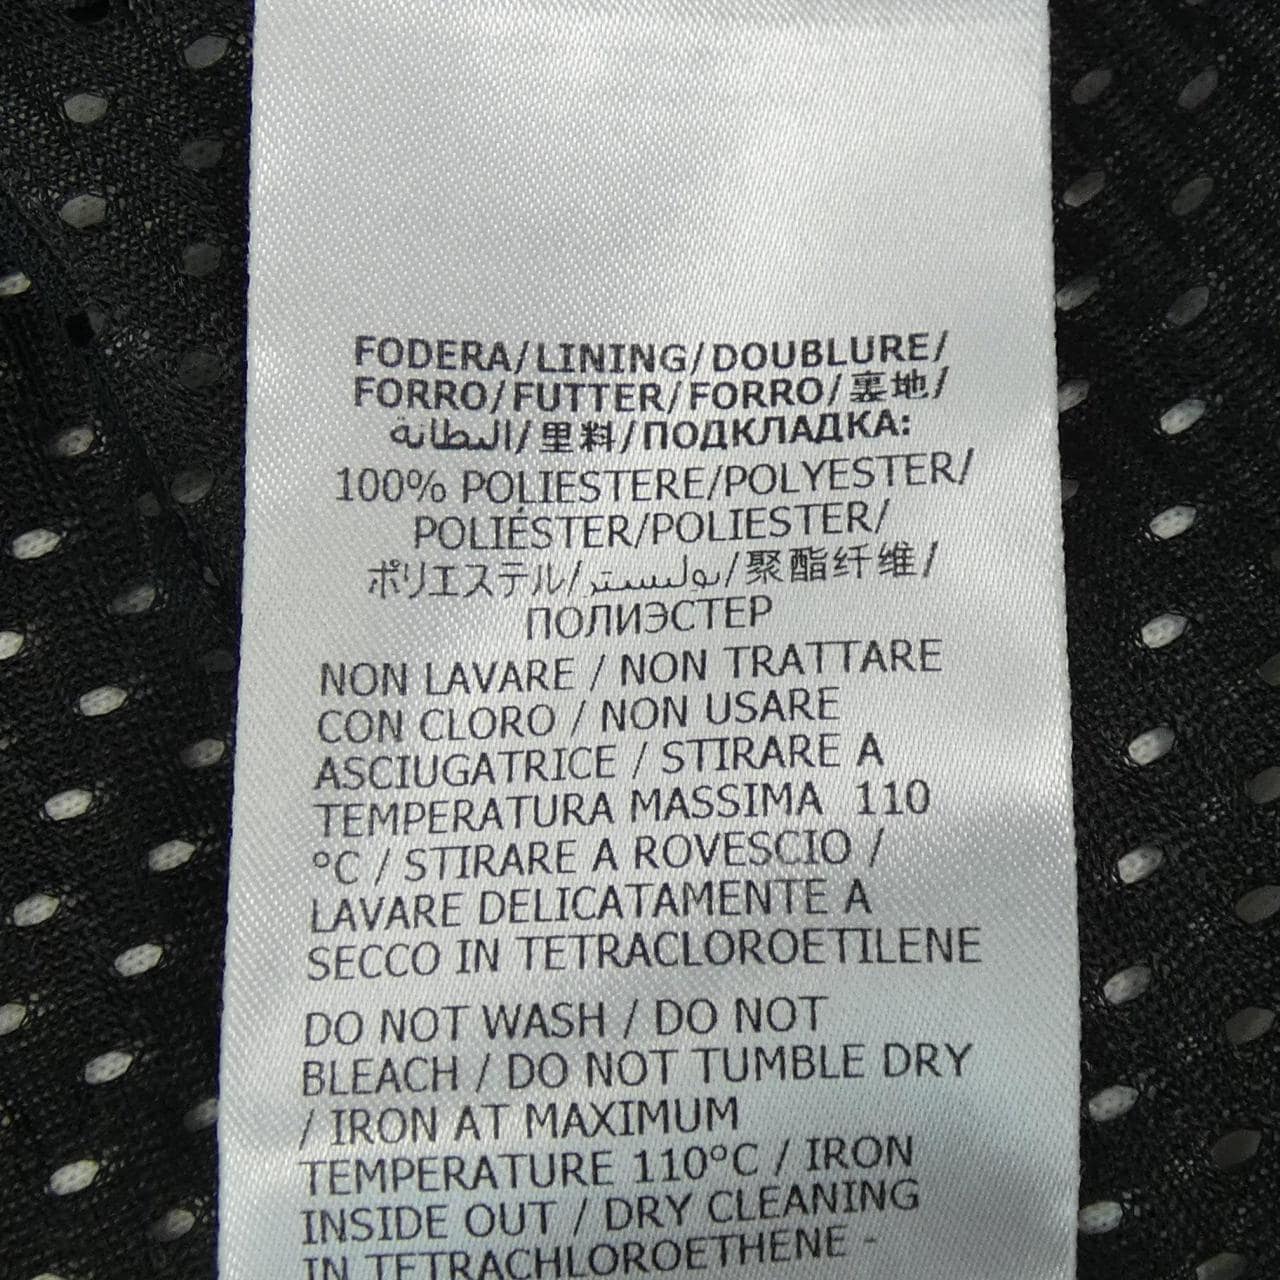 FODERA/LINING/DOUBLURE/
FORRO/FUTTER/FORRO/裏地/
البطانة/里料/ПОДКЛАДКА:
100% POLIESTERE/POLYESTER/
POLIÉSTER/POLIESTER/
ポリエステル/بوليستر/聚酯纤维/
ПОЛИЭСТЕР
NON LAVARE / NON TRATTARE
CON CLORO / NON USARE
ASCIUGATRICE / STIRARE A
TEMPERATURA MASSIMA 110
°C / STIRARE A ROVESCIO /
LAVARE DELICATAMENTE A
SECCO IN TETRACLOROETILENE
DO NOT WASH / DO NOT
BLEACH / DO NOT TUMBLE DRY
/ IRON AT MAXIMUM
TEMPERATURE 110°C / IRON
INSIDE OUT / DRY CLEANING
IN TETRACHLOROETHENE -